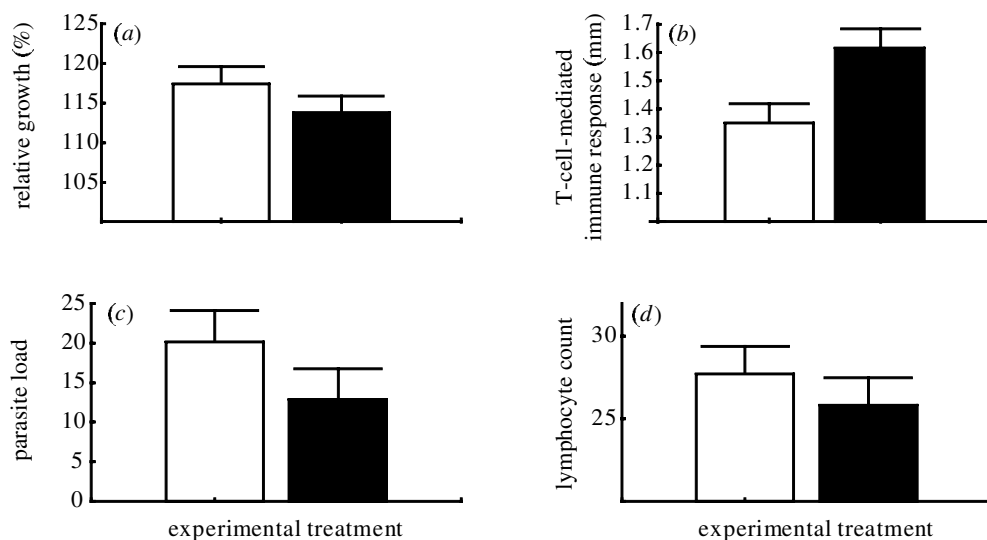 125
120
115
110
105
relative growth (%)
(a)
1.7
1.6
1.5
1.4
1.3
1.2
1.1
T-cell-mediated
immune response (mm)
(b)
25
20
15
10
5
0
parasite load
(c)
experimental treatment
30
25
lymphocyte count
(d)
experimental treatment